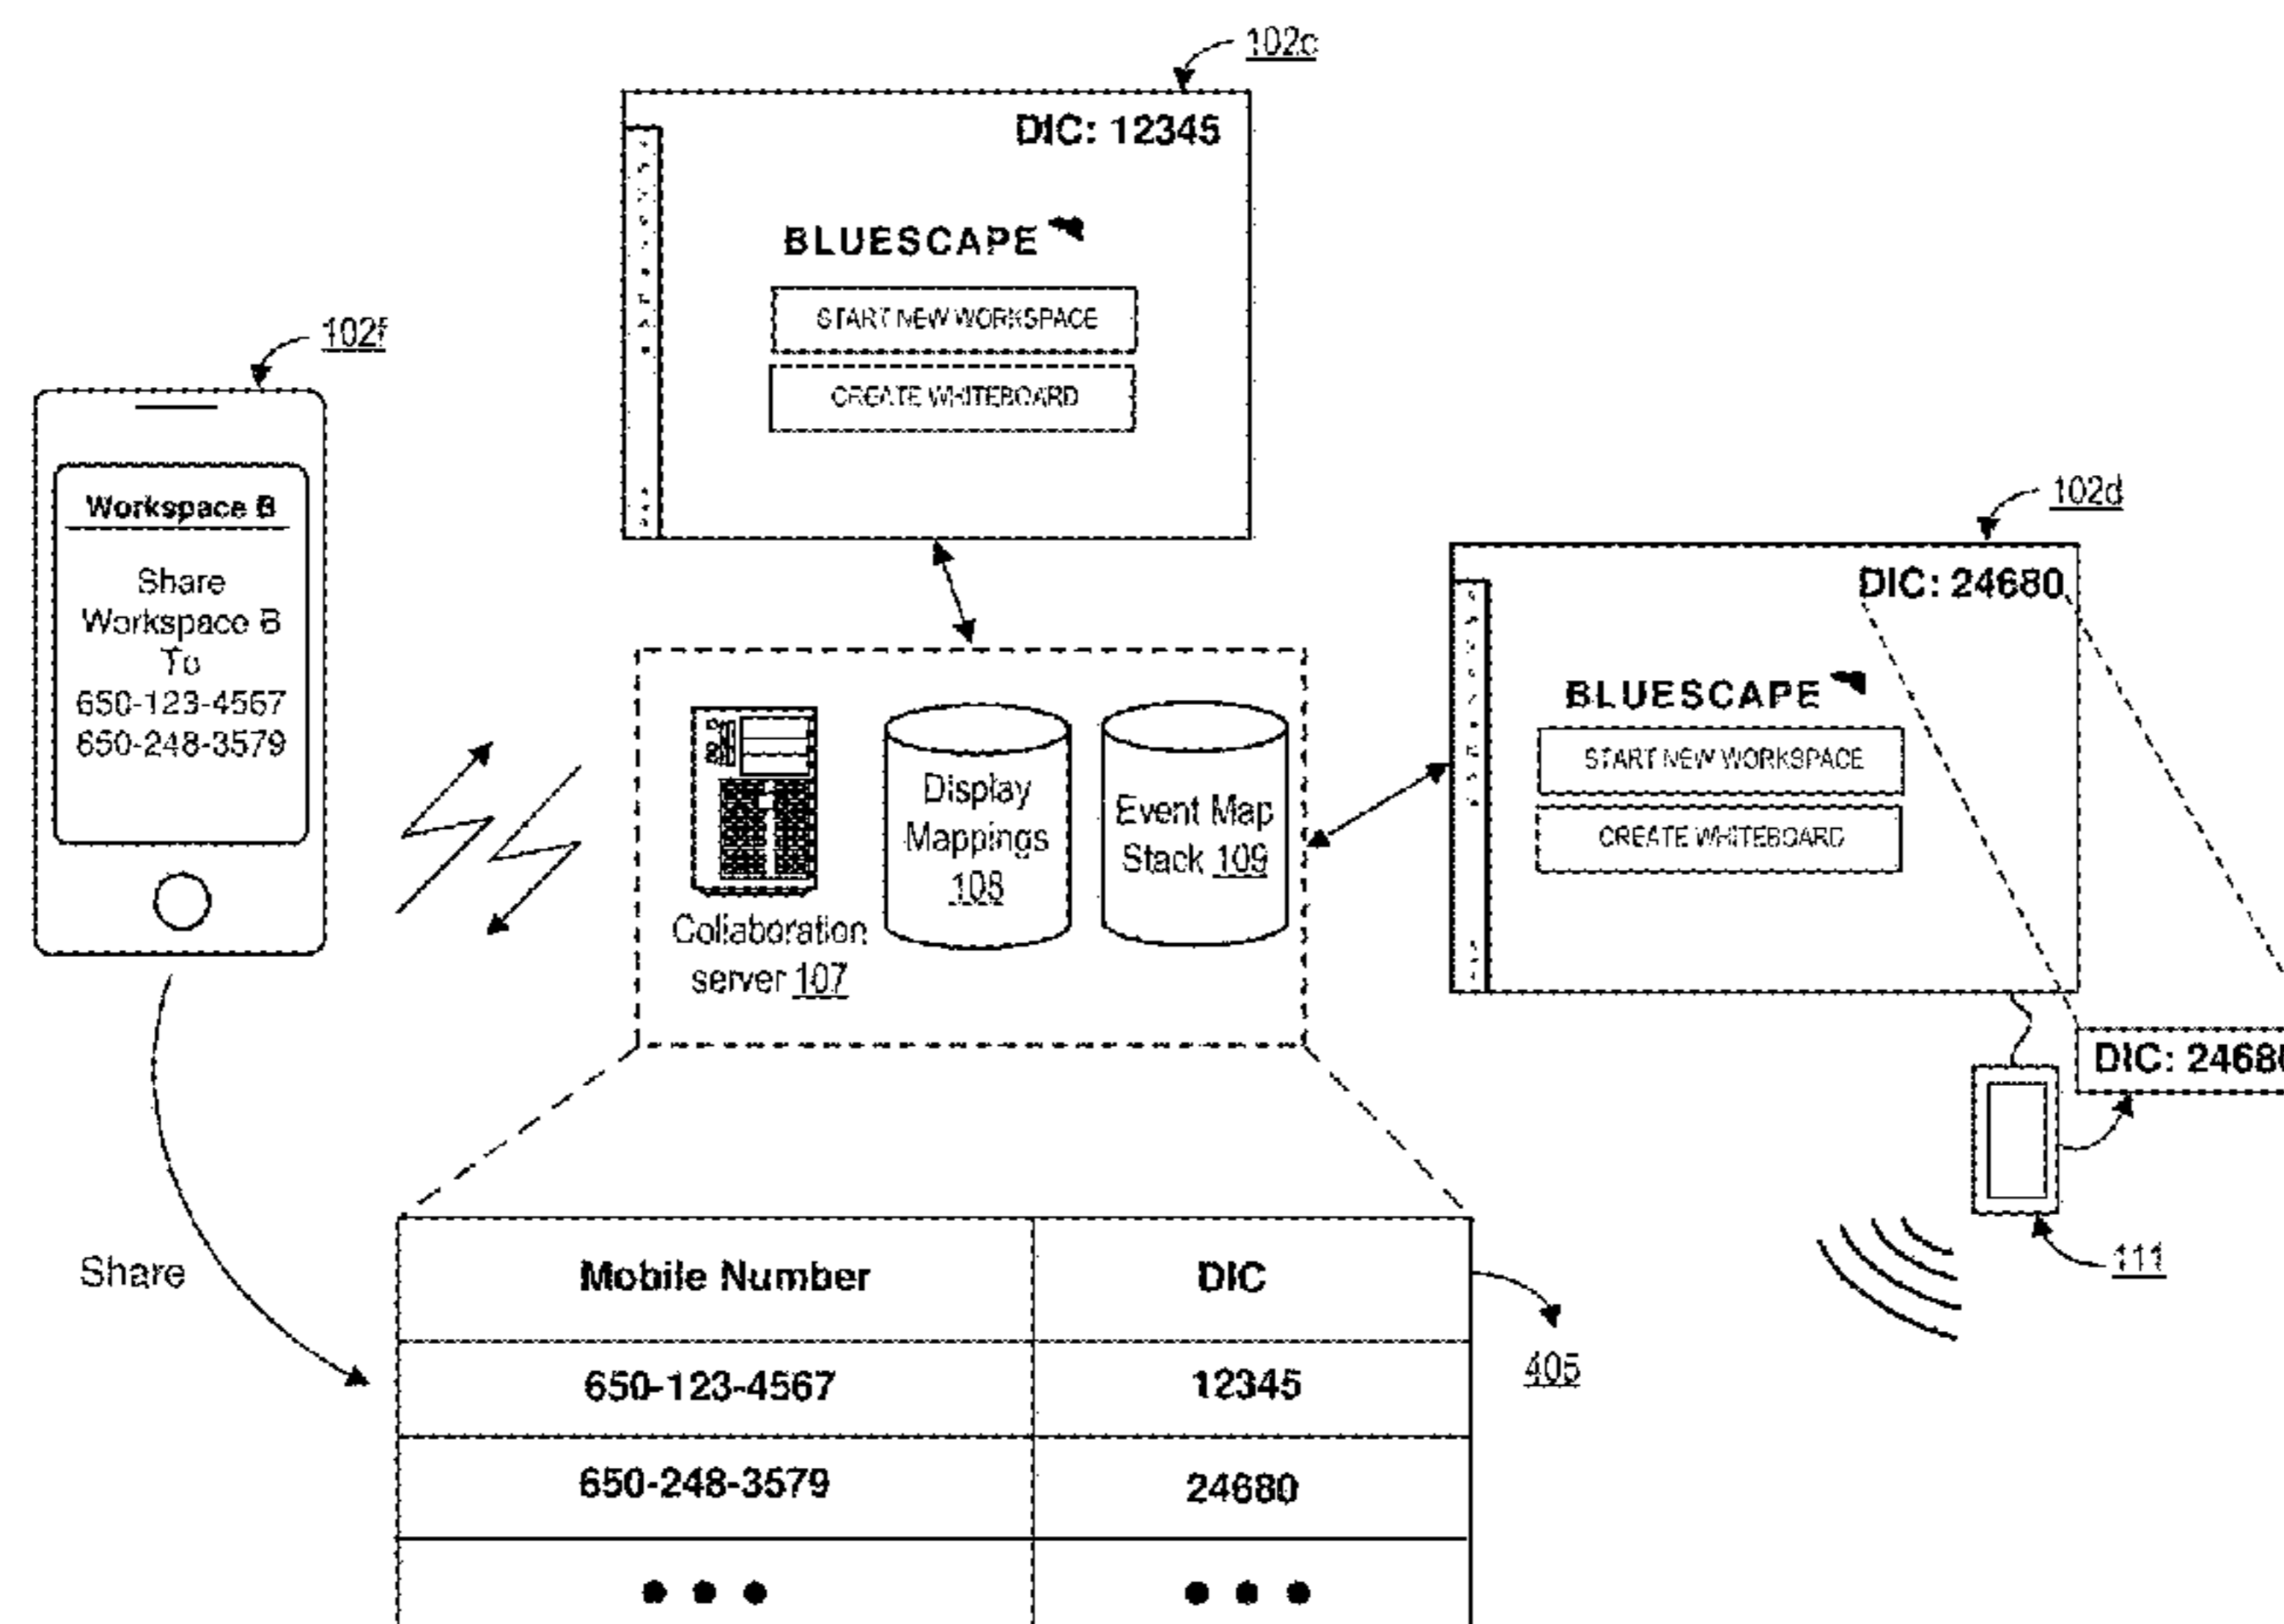 102c
DIC: 12345
BLUESCAPE
START NEW WORKSPACE
CREATE WHITEBOARD
102f
Workspace B
Share
Workspace B
To
650-123-4567
650-248-3579
102d
DIC: 24680
BLUESCAPE
START NEW WORKSPACE
CREATE WHITEBOARD
Collaboration
server 107
Display
Mappings
108
Event Map
Stack 109
DIC: 24680
111
Share
Mobile Number
DIC
405
650-123-4567
12345
650-248-3579
24680